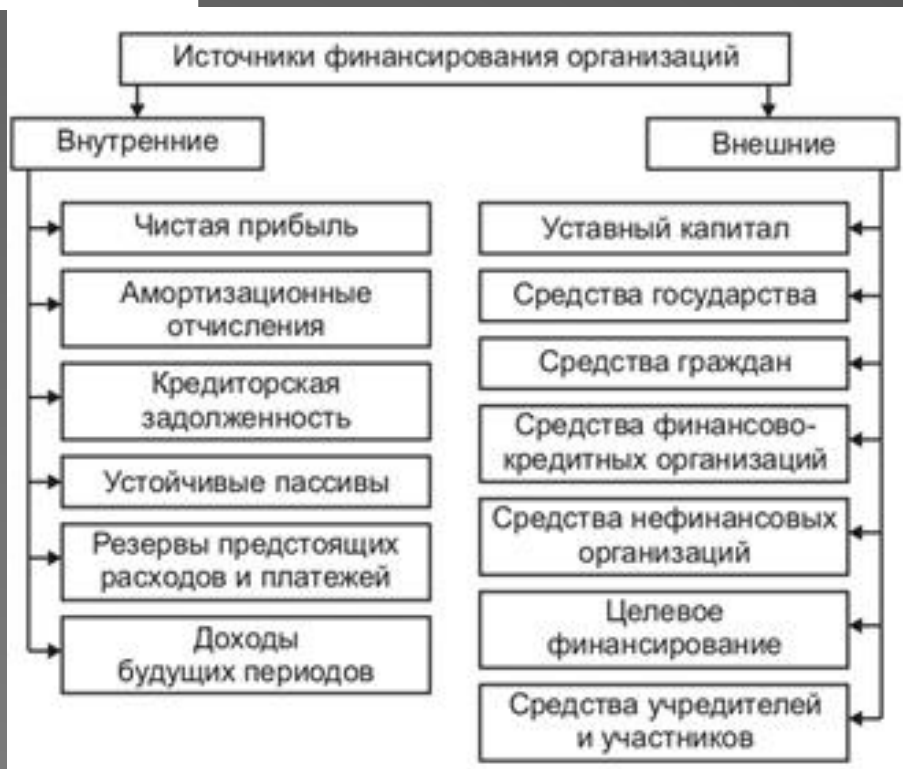 Источники финансирования организаций
Внутренние
Чистая прибыль
Амортизационные
отчисления
Кредиторская
задолженность
Устойчивые пассивы
Резервы предстоящих
расходов и платежей
Доходы
будущих периодов
Внешние
Уставный капитал
Средства государства
Средства граждан
Средства финансово-
кредитных организаций
Средства нефинансовых
организаций
Целевое
финансирование
Средства учредителей
и участников